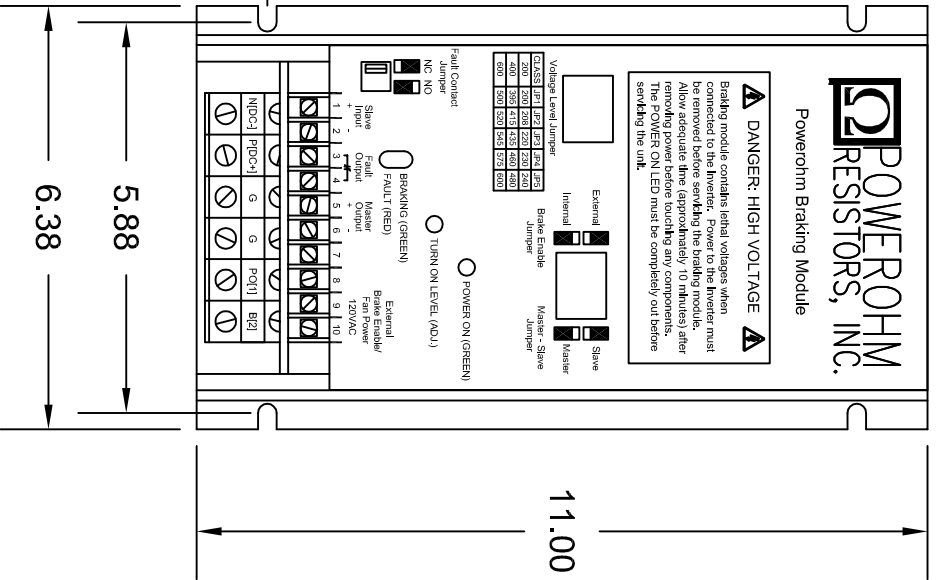 POWEROHM
RESISTORS, INC.
Powerohm Braking Module
DANGER: HIGH VOLTAGE
Braking module contains lethal voltages when
connected to the inverter. Power to the inverter must
be removed before servicing the braking module.
Allow adequate time (approximately 10 minutes) after
removing power before touching any components.
The POWER ON LED must be completely out before
servicing the unit.
Voltage Level Jumper
CLASS JP1 JP2 JP3 JP4 JP5
200 200 208 220 230 240
400 395 415 435 460 480
600 500 520 545 575 600
External
Internal
Brake Enable
Jumper
Slave
Master
Master - Slave
Jumper
Fault Contact
Jumper
NC NO
POWER ON (GREEN)
TURN ON LEVEL (ADJ.)
BRAKING (GREEN)
FAULT (RED)
Slave
Input
+ -
Fault
Output
Master
Output
+ -
External
Brake Enable/
Fan Power
120VAC
1 2 3 4 5 6 7 8 9 10
N[DC-] P[DC+] G G PO[1] B[2]
5.88
6.38
11.00